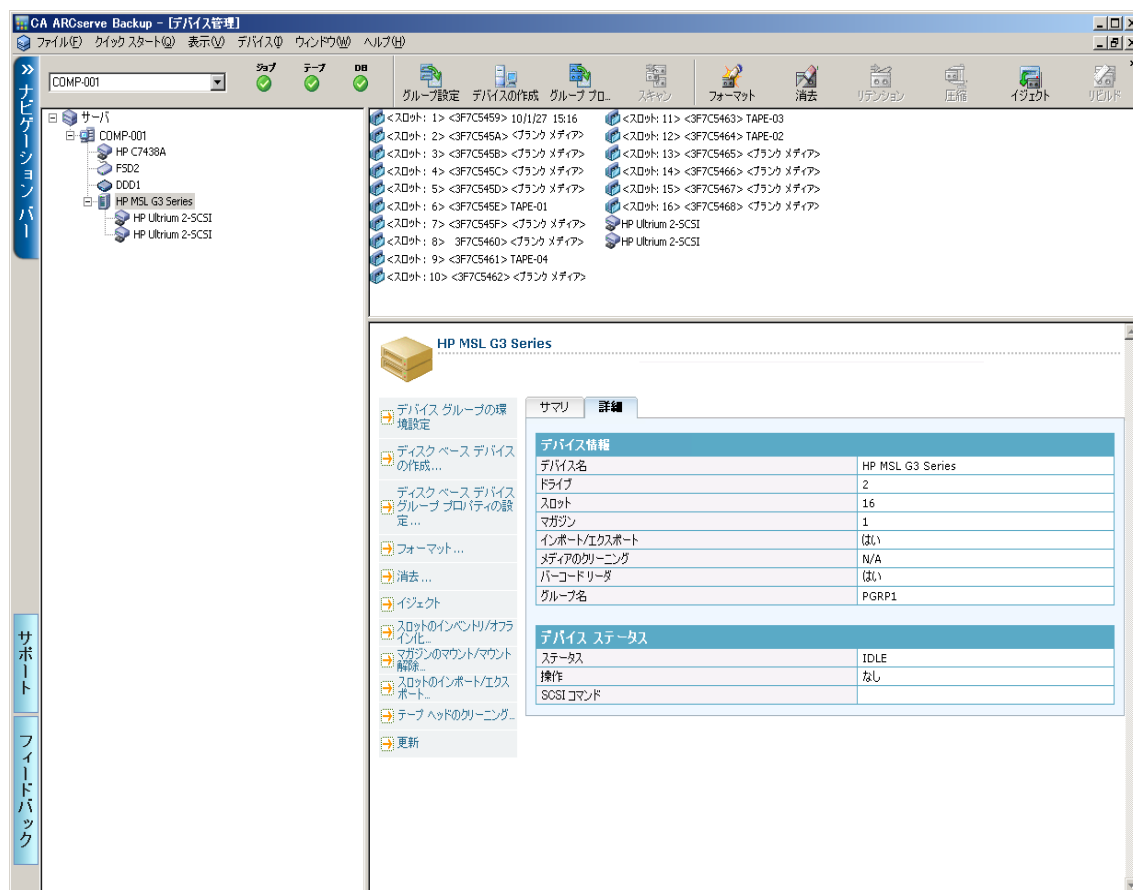 CA ARCserve Backup - [デバイス管理]
ファイル(F) クイック スタート(Q) 表示(V) デバイス(I) ウィンドウ(W) ヘルプ(H)
COMP-001
ジョブ テープ DB
グループ設定 デバイスの作成 グループ プロ... スキャン フォーマット 消去 リテンション 圧縮 イジェクト リビルド
ナビゲーション バー
サポート
フィードバック
サーバ
COMP-001
HP C7438A
FSD2
DDD1
HP MSL G3 Series
HP Ultrium 2-SCSI
HP Ultrium 2-SCSI
<スロット: 1> <3F7C5459> 10/1/27 15:16
<スロット: 2> <3F7C545A> <ブランク メディア>
<スロット: 3> <3F7C545B> <ブランク メディア>
<スロット: 4> <3F7C545C> <ブランク メディア>
<スロット: 5> <3F7C545D> <ブランク メディア>
<スロット: 6> <3F7C545E> TAPE-01
<スロット: 7> <3F7C545F> <ブランク メディア>
<スロット: 8> 3F7C5460> <ブランク メディア>
<スロット: 9> <3F7C5461> TAPE-04
<スロット: 10> <3F7C5462> <ブランク メディア>
<スロット: 11> <3F7C5463> TAPE-03
<スロット: 12> <3F7C5464> TAPE-02
<スロット: 13> <3F7C5465> <ブランク メディア>
<スロット: 14> <3F7C5466> <ブランク メディア>
<スロット: 15> <3F7C5467> <ブランク メディア>
<スロット: 16> <3F7C5468> <ブランク メディア>
HP Ultrium 2-SCSI
HP Ultrium 2-SCSI
HP MSL G3 Series
デバイス グループの環
境設定
ディスク ベース デバイス
の作成...
ディスク ベース デバイス
グループ プロパティの設
定...
フォーマット...
消去...
イジェクト
スロットのインベントリ/オフラ
イン化...
マガジンのマウント/マウント
解除...
スロットのインポート/エクス
ポート...
テープ ヘッドのクリーニング...
更新
サマリ 詳細
デバイス情報
デバイス名 HP MSL G3 Series
ドライブ 2
スロット 16
マガジン 1
インポート/エクスポート はい
メディアのクリーニング N/A
バーコード リーダ はい
グループ名 PGRP1
デバイス ステータス
ステータス IDLE
操作 なし
SCSI コマンド